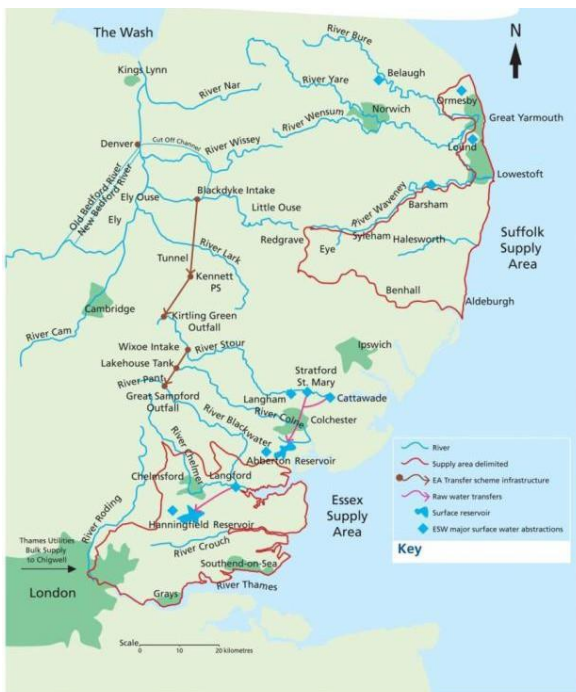 The Wash
River Bure
N
Kings Lynn
River Nar
River Yare
Belaugh
Ormesby
Norwich
Great Yarmouth
River Wensum
Denver
Cut Off Channel
River Wissey
Lound
Old Bedford River
New Bedford River
Blackdyke Intake
Lowestoft
Ely Ouse
Little Ouse
River Waveney
Barsham
Ely
Redgrave
Syleham
Halesworth
Eye
Suffolk
Supply
Area
River Lark
Tunnel
Kennett
PS
Benhall
Aldeburgh
Cambridge
Kirtling Green
Outfall
River Cam
Wixoe Intake
River Stour
Ipswich
Lakehouse Tank
Stratford
St. Mary
River Pant
Great Sampford
Outfall
Langham
Cattawade
River Colne
Colchester
River Blackwater
River Chelmer
Abberton Reservoir
Chelmsford
Langford
River Roding
Hanningfield Reservoir
Essex
Supply
Area
River Crouch
Thames Utilities
Bulk Supply
to Chigwell
Southend-on-Sea
River Thames
London
Grays
Scale
0 10 20 kilometres
River
Supply area delimited
EA Transfer scheme infrastructure
Raw water transfers
Surface reservoir
ESW major surface water abstractions
Key